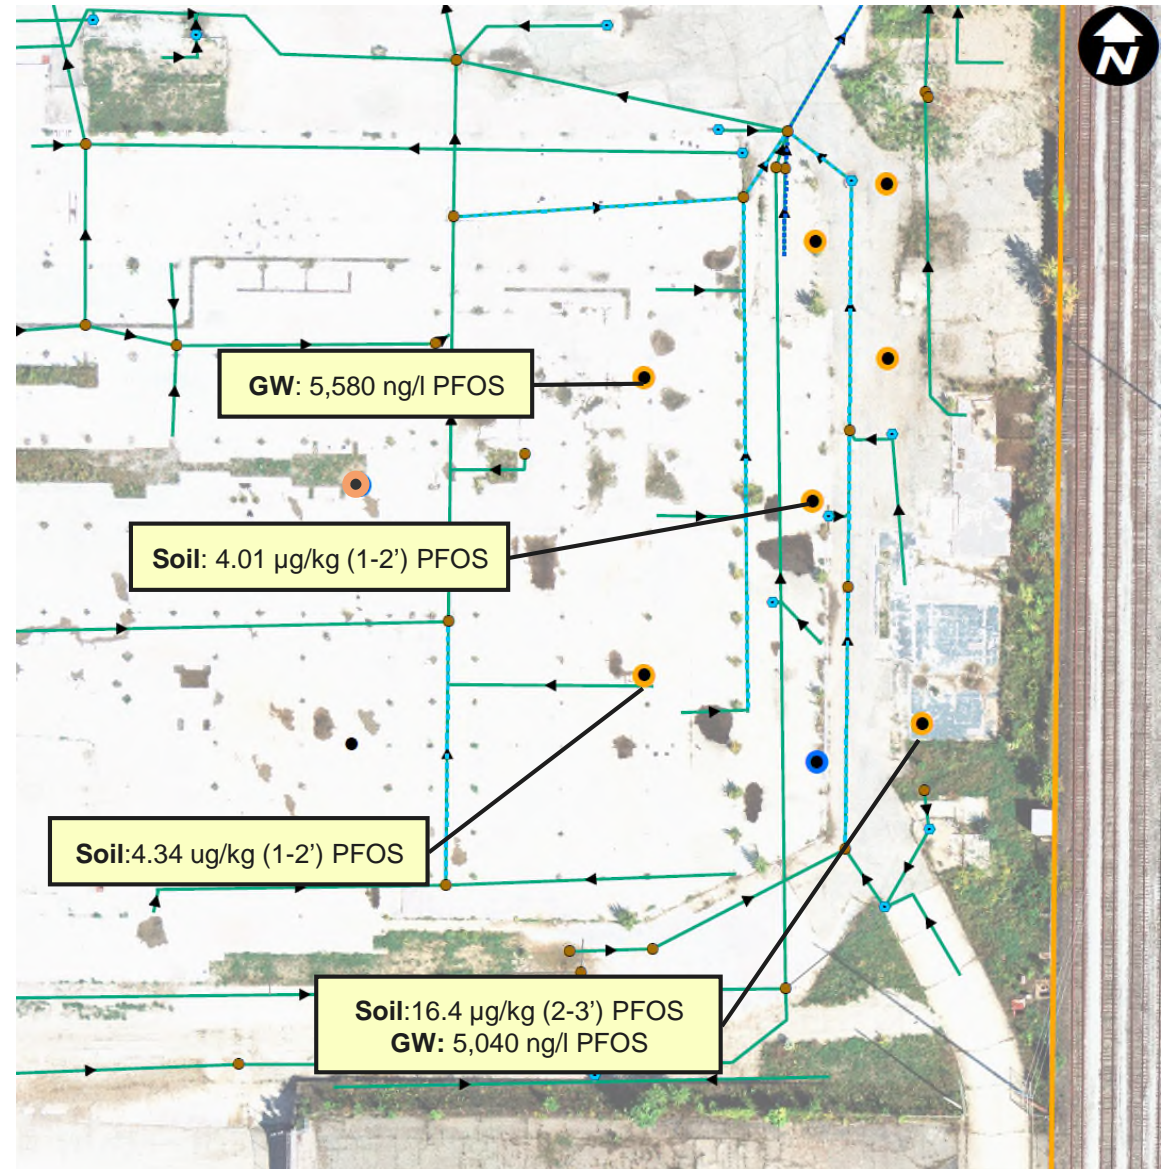 N
GW: 5,580 ng/l PFOS
Soil: 4.01 µg/kg (1-2’) PFOS
Soil:4.34 ug/kg (1-2’) PFOS
Soil:16.4 µg/kg (2-3’) PFOS
GW: 5,040 ng/l PFOS